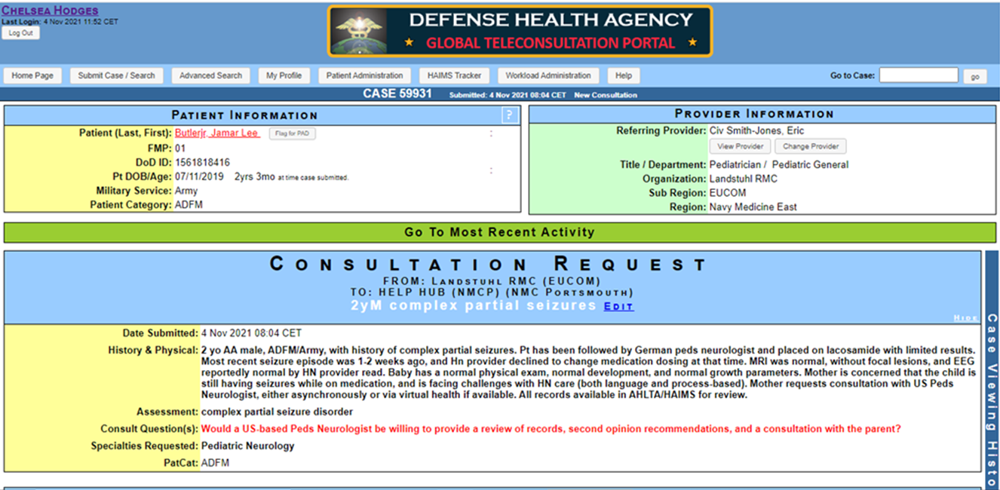 CHELSEA HODGES
Last Login: 4 Nov 2021 11:52 CET
Log Out
DEFENSE HEALTH AGENCY
GLOBAL TELECONSULTATION PORTAL
Home Page Submit Case / Search Advanced Search My Profile Patient Administration HAIMS Tracker Workload Administration Help Go to Case: go
CASE 59931 Submitted: 4 Nov 2021 08:04 CET New Consultation
PATIENT INFORMATION ?
Patient (Last, First): Butlerjr, Jamar Lee Flag for PAD :
FMP: 01
DoD ID: 1561818416
Pt DOB/Age: 07/11/2019 2yrs 3mo at time case submitted. :
Military Service: Army
Patient Category: ADFM
PROVIDER INFORMATION
Referring Provider: Civ Smith-Jones, Eric
View Provider Change Provider
Title / Department: Pediatrician / Pediatric General
Organization: Landstuhl RMC
Sub Region: EUCOM
Region: Navy Medicine East
GO TO MOST RECENT ACTIVITY
CONSULTATION REQUEST
FROM: LANDSTUHL RMC (EUCOM)
TO: HELP HUB (NMCP) (NMC PORTSMOUTH)
2yM complex partial seizures EDIT
HIDE
Date Submitted: 4 Nov 2021 08:04 CET
History & Physical: 2 yo AA male, ADFM/Army, with history of complex partial seizures. Pt has been followed by German peds neurologist and placed on lacosamide with limited results.
Most recent seizure episode was 1-2 weeks ago, and Hn provider declined to change medication dosing at that time. MRI was normal, without focal lesions, and EEG
reportedly normal by HN provider read. Baby has a normal physical exam, normal development, and normal growth parameters. Mother is concerned that the child is
still having seizures while on medication, and is facing challenges with HN care (both language and process-based). Mother requests consultation with US Peds
Neurologist, either asynchronously or via virtual health if available. All records available in AHLTA/HAIMS for review.
Assessment: complex partial seizure disorder
Consult Question(s): Would a US-based Peds Neurologist be willing to provide a review of records, second opinion recommendations, and a consultation with the parent?
Specialties Requested: Pediatric Neurology
PatCat: ADFM
Case Viewing Histo